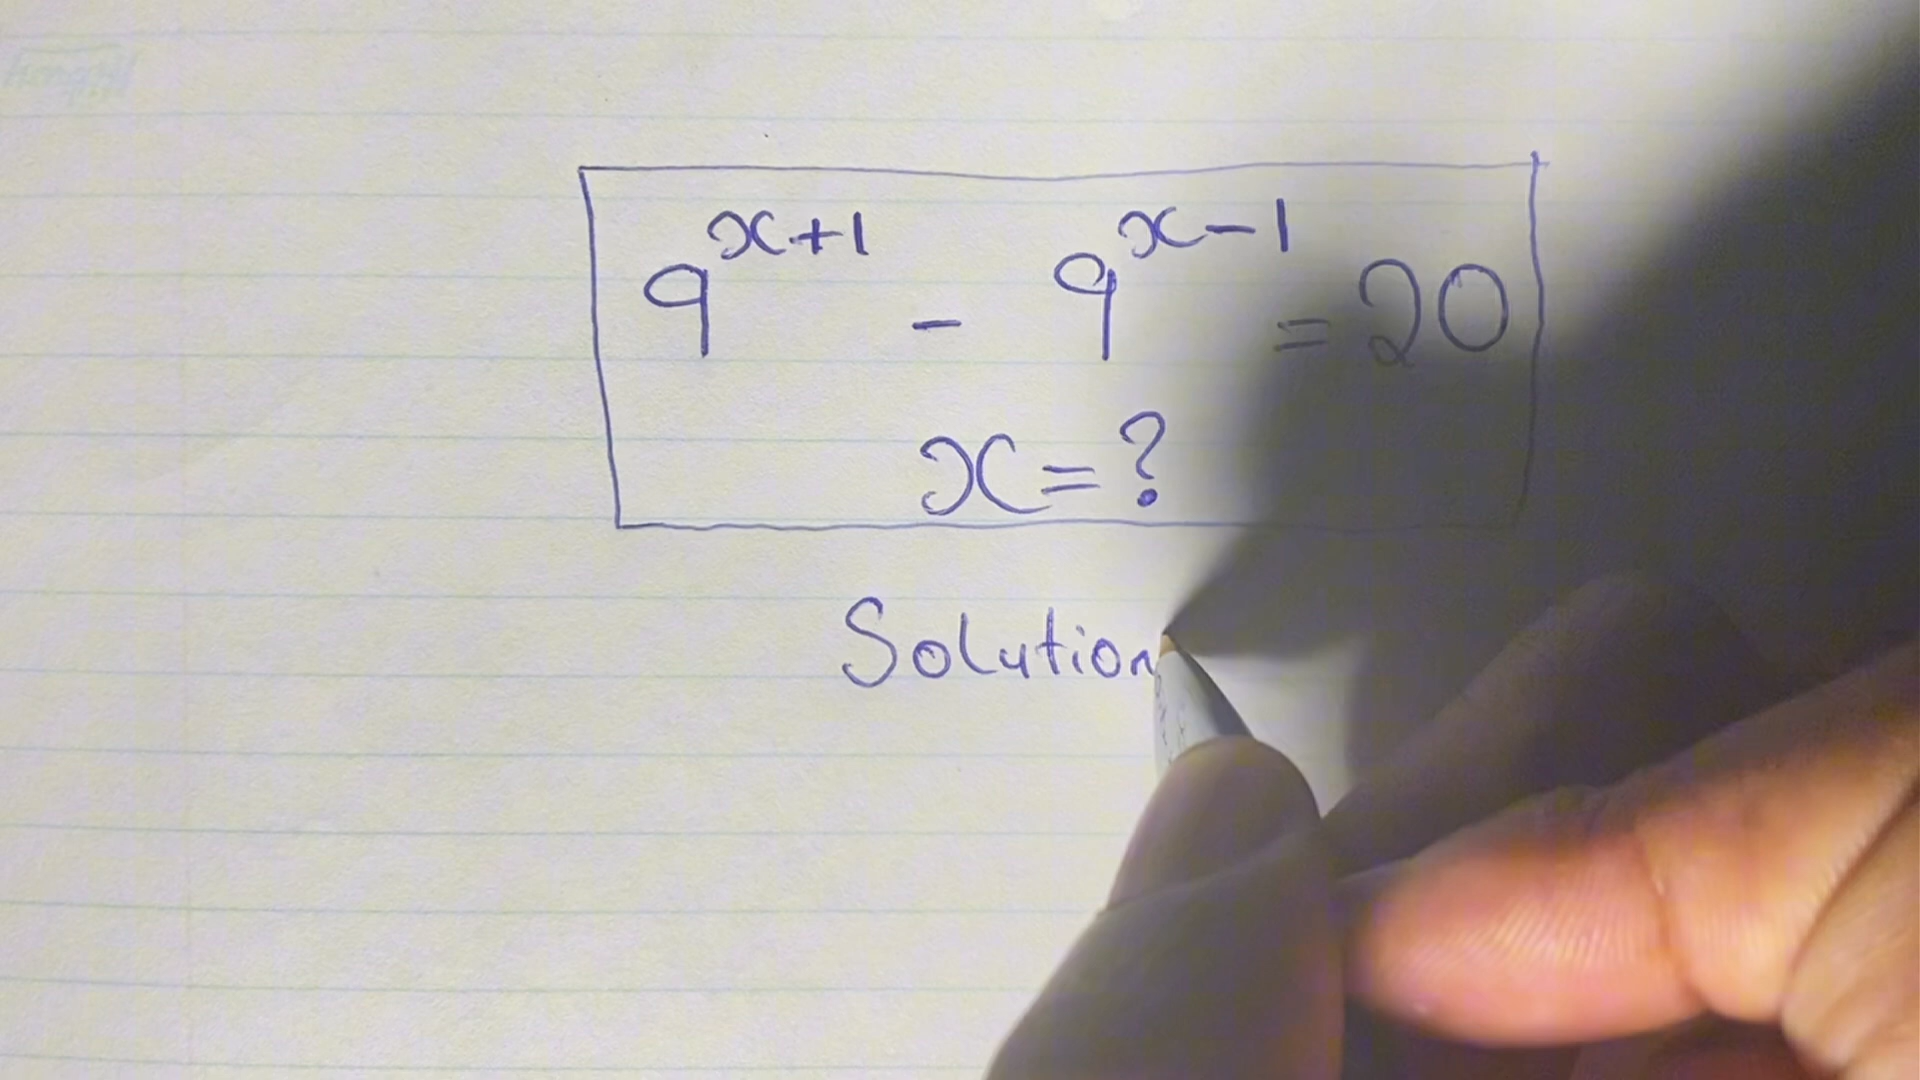 9^{x+1} - 9^{x-1} = 20
x = ?
Solution